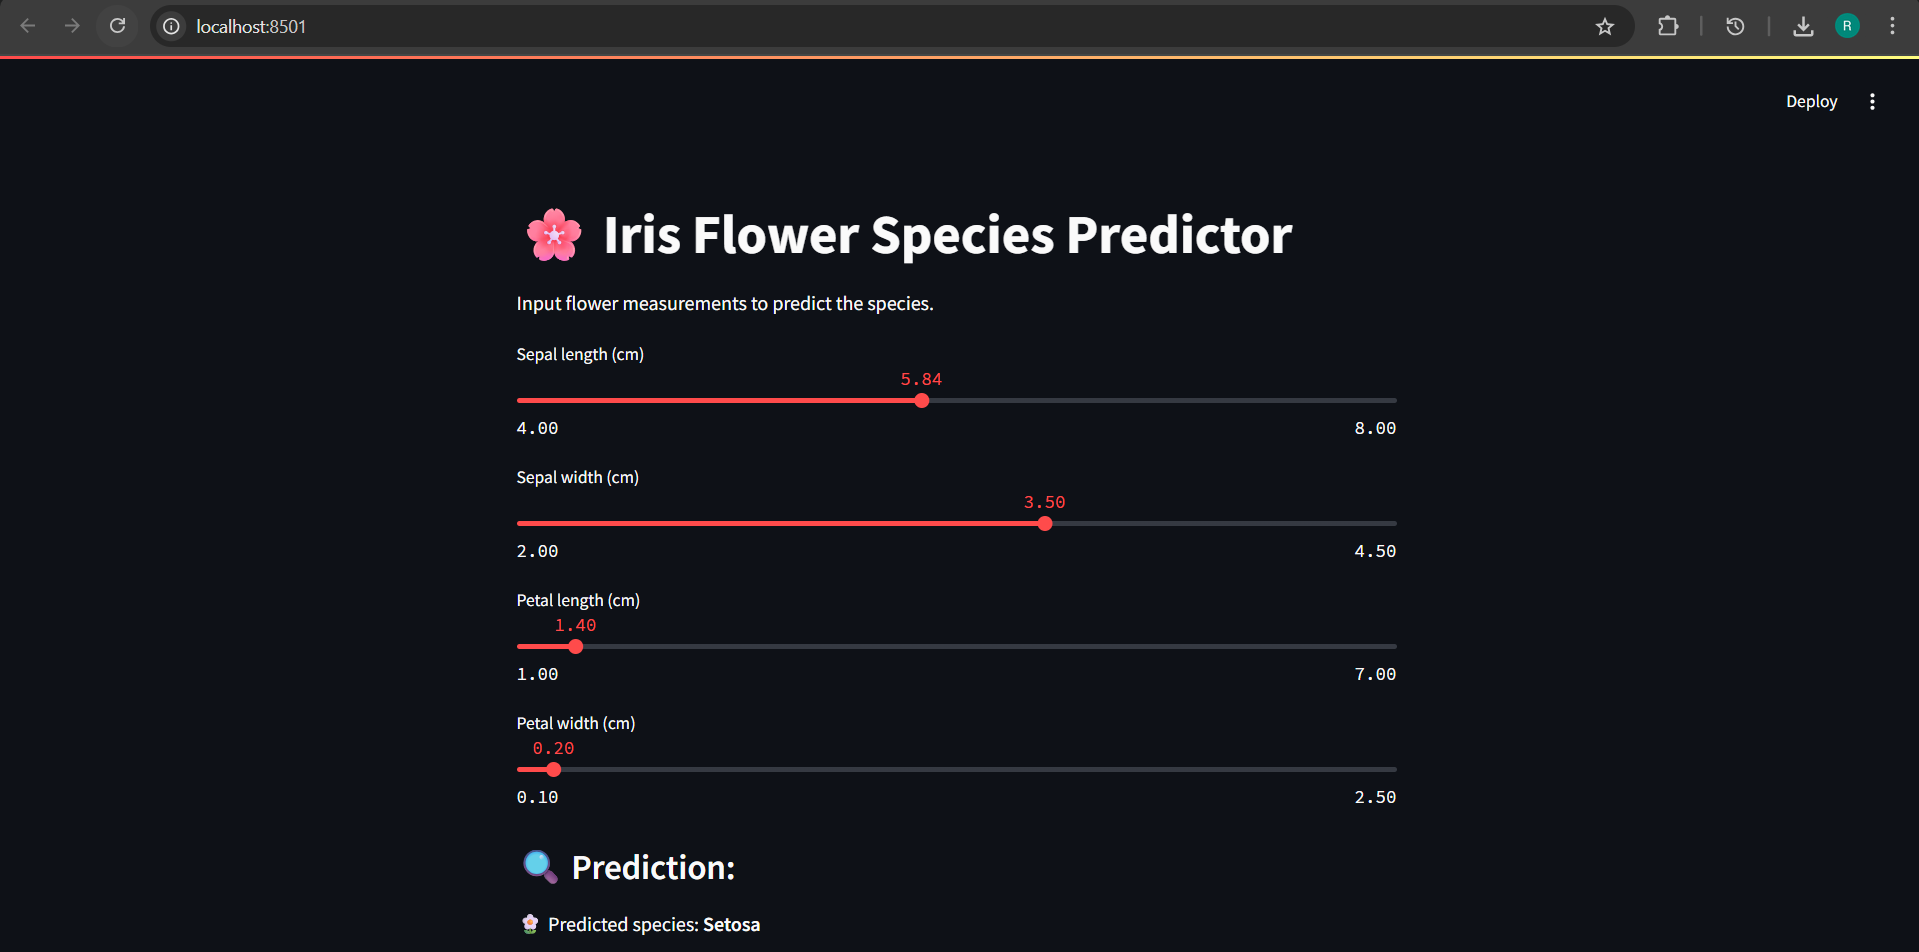 localhost:8501
R
Deploy
🌸 Iris Flower Species Predictor
Input flower measurements to predict the species.
Sepal length (cm)
5.84
4.00 8.00
Sepal width (cm)
3.50
2.00 4.50
Petal length (cm)
1.40
1.00 7.00
Petal width (cm)
0.20
0.10 2.50
🔍 Prediction:
🌼 Predicted species: Setosa